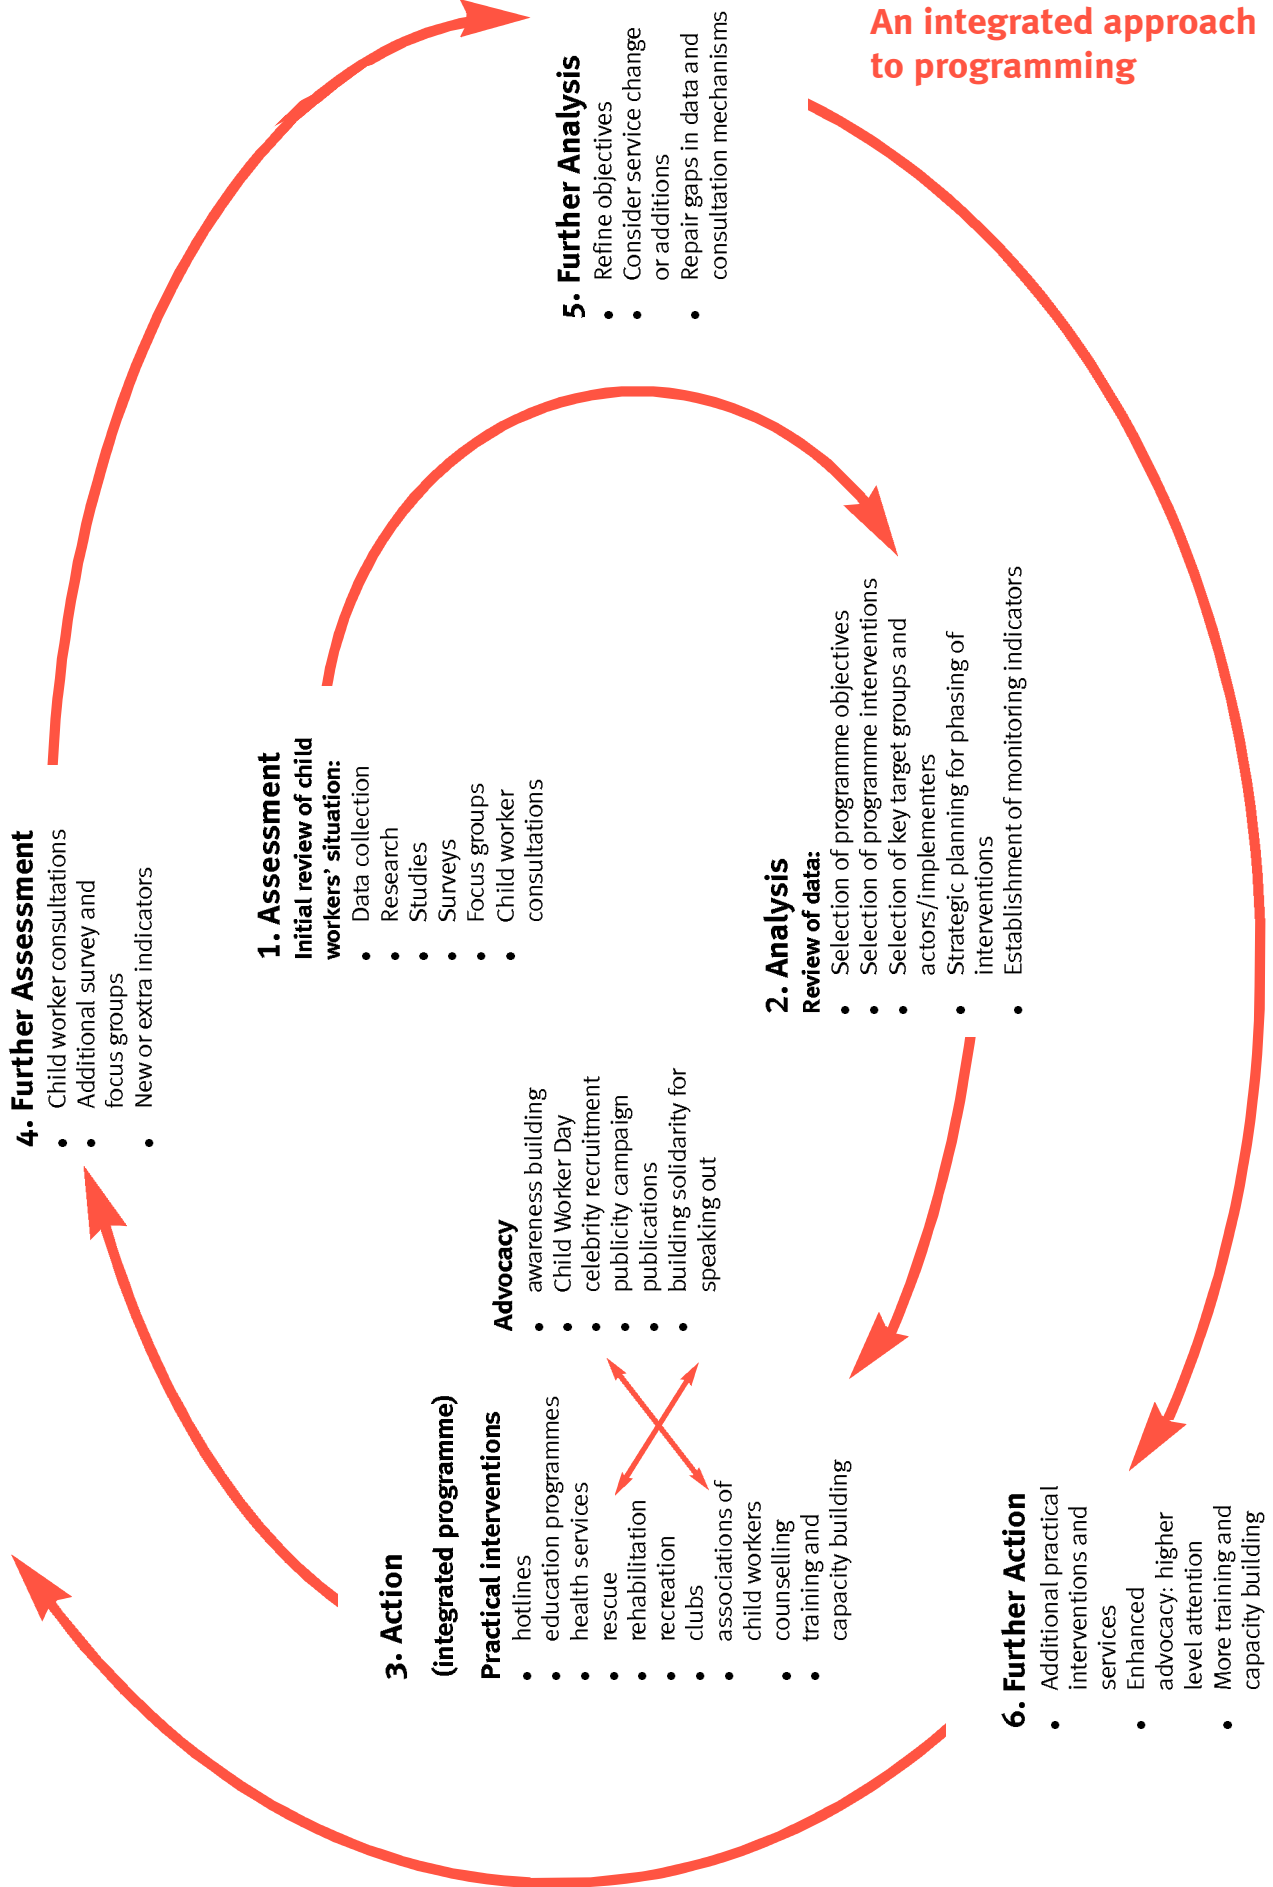 An integrated approach
to programming
1. Assessment
Initial review of child
workers’ situation:
• Data collection
• Research
• Studies
• Surveys
• Focus groups
• Child worker
consultations
2. Analysis
Review of data:
• Selection of programme objectives
• Selection of programme interventions
• Selection of key target groups and
actors/implementers
• Strategic planning for phasing of
interventions
• Establishment of monitoring indicators
3. Action
(integrated programme)
Practical interventions
• hotlines
• education programmes
• health services
• rescue
• rehabilitation
• recreation
• clubs
• associations of
child workers
• counselling
• training and
capacity building
Advocacy
• awareness building
• Child Worker Day
• celebrity recruitment
• publicity campaign
• publications
• building solidarity for
speaking out
4. Further Assessment
• Child worker consultations
• Additional survey and
focus groups
• New or extra indicators
5. Further Analysis
• Refine objectives
• Consider service change
or additions
• Repair gaps in data and
consultation mechanisms
6. Further Action
• Additional practical
interventions and
services
• Enhanced
advocacy: higher
level attention
• More training and
capacity building